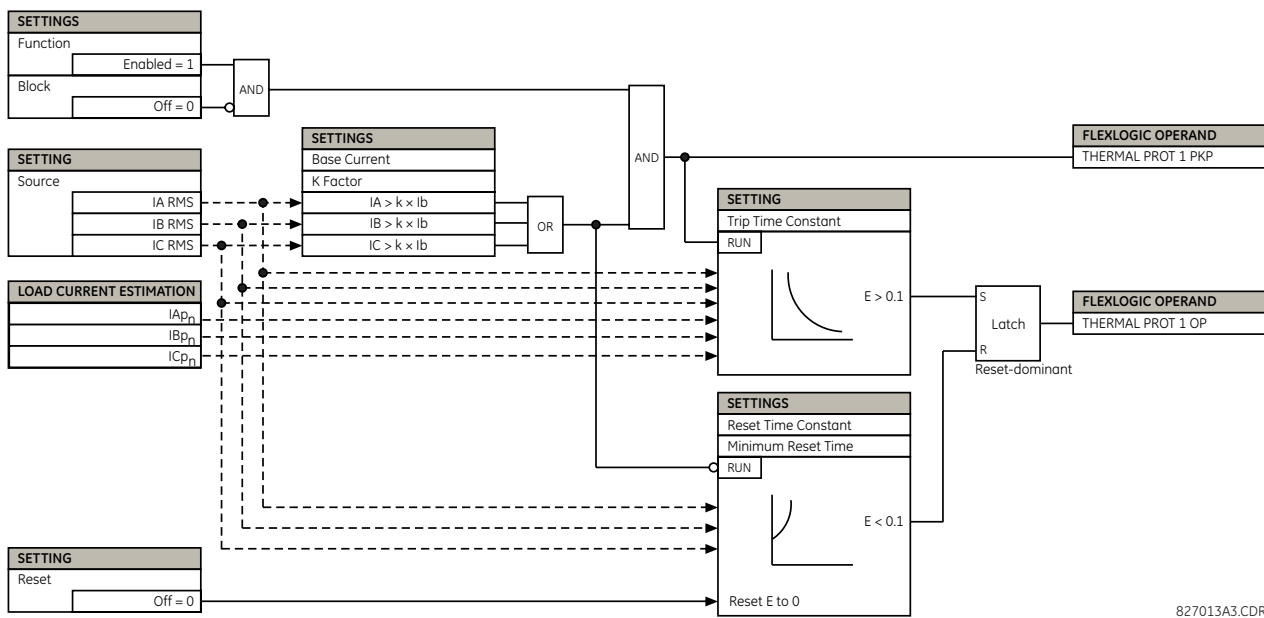 SETTINGS
Function
Enabled = 1
Block
Off = 0
AND
SETTING
Source
IA RMS
IB RMS
IC RMS
SETTINGS
Base Current
K Factor
IA > k × Ib
IB > k × Ib
IC > k × Ib
OR
AND
FLEXLOGIC OPERAND
THERMAL PROT 1 PKP
SETTING
Trip Time Constant
RUN
E > 0.1
LOAD CURRENT ESTIMATION
IApn
IBpn
ICpn
S
Latch
R
Reset-dominant
FLEXLOGIC OPERAND
THERMAL PROT 1 OP
SETTINGS
Reset Time Constant
Minimum Reset Time
RUN
E < 0.1
Reset E to 0
SETTING
Reset
Off = 0
827013A3.CDR